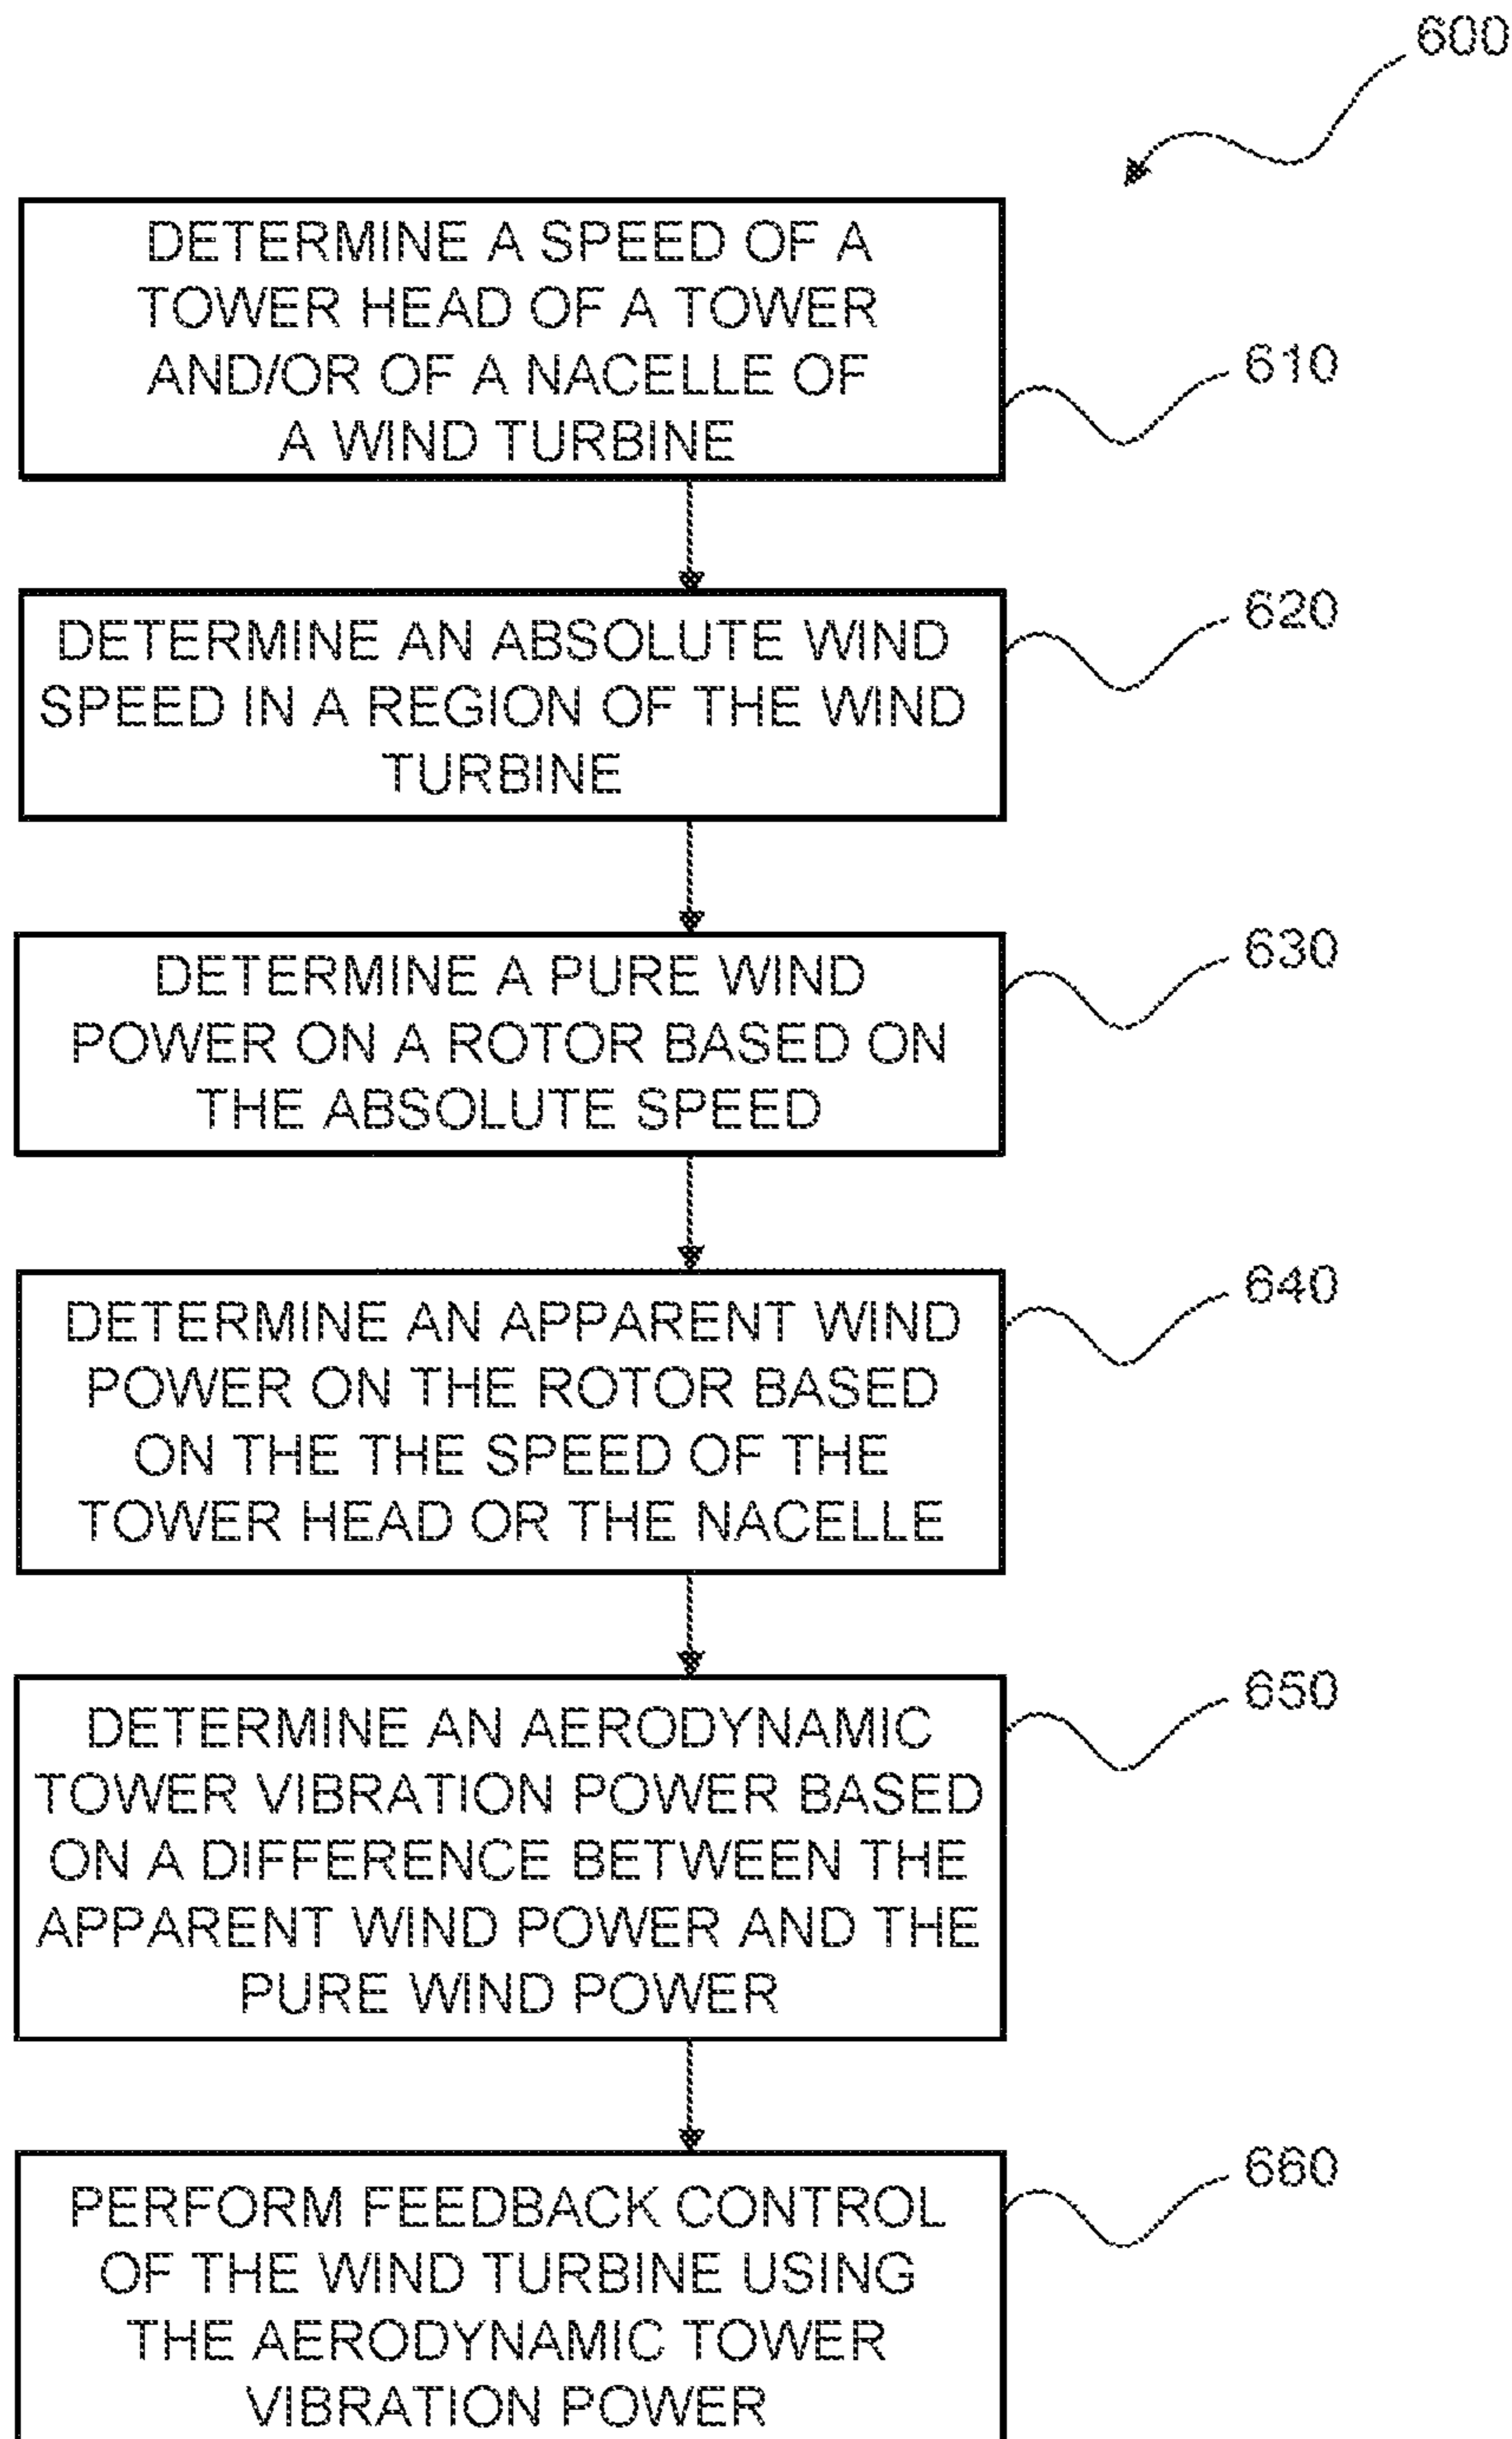 600
DETERMINE A SPEED OF A
TOWER HEAD OF A TOWER
AND/OR OF A NACELLE OF
A WIND TURBINE
610
DETERMINE AN ABSOLUTE WIND
SPEED IN A REGION OF THE WIND
TURBINE
620
DETERMINE A PURE WIND
POWER ON A ROTOR BASED ON
THE ABSOLUTE SPEED
630
DETERMINE AN APPARENT WIND
POWER ON THE ROTOR BASED
ON THE THE SPEED OF THE
TOWER HEAD OR THE NACELLE
640
DETERMINE AN AERODYNAMIC
TOWER VIBRATION POWER BASED
ON A DIFFERENCE BETWEEN THE
APPARENT WIND POWER AND THE
PURE WIND POWER
650
PERFORM FEEDBACK CONTROL
OF THE WIND TURBINE USING
THE AERODYNAMIC TOWER
VIBRATION POWER
660